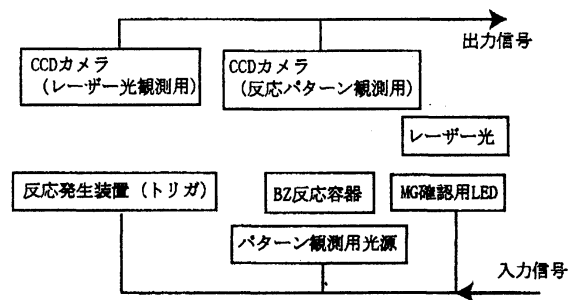 出力信号
CCDカメラ
(レーザー光観測用)
CCDカメラ
(反応パターン観測用)
レーザー光
反応発生装置(トリガ)
BZ反応容器
MG確認用LED
パターン観測用光源
入力信号